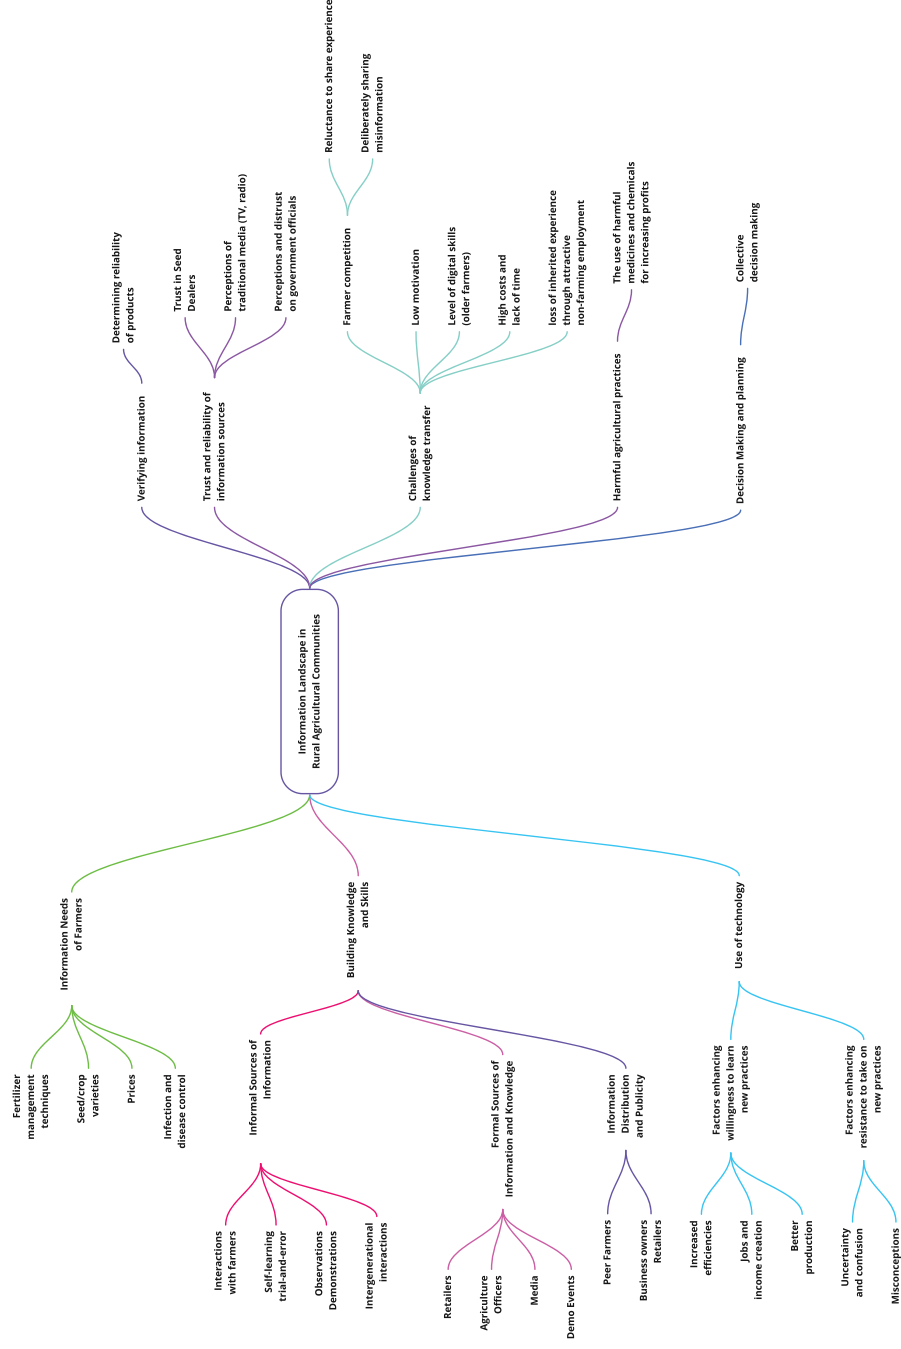 Information Landscape in
Rural Agricultural Communities
Information Needs
of Farmers
Fertilizer
management
techniques
Seed/crop
varieties
Prices
Infection and
disease control
Building Knowledge
and Skills
Informal Sources of
Information
Interactions
with farmers
Self-learning
trial-and-error
Observations
Demonstrations
Intergenerational
interactions
Formal Sources of
Information and Knowledge
Retailers
Agriculture
Officers
Media
Demo Events
Information
Distribution
and Publicity
Peer Farmers
Business owners
Retailers
Use of technology
Factors enhancing
willingness to learn
new practices
Increased
efficiencies
Jobs and
income creation
Better
production
Factors enhancing
resistance to take on
new practices
Uncertainty
and confusion
Misconceptions
Verifying information
Determining reliability
of products
Trust and reliability of
information sources
Trust in Seed
Dealers
Perceptions of
traditional media (TV, radio)
Perceptions and distrust
on government officials
Challenges of
knowledge transfer
Farmer competition
Reluctance to share experience
Deliberately sharing
misinformation
Low motivation
Level of digital skills
(older farmers)
High costs and
lack of time
loss of inherited experience
through attractive
non-farming employment
Harmful agricultural practices
The use of harmful
medicines and chemicals
for increasing profits
Decision Making and planning
Collective
decision making